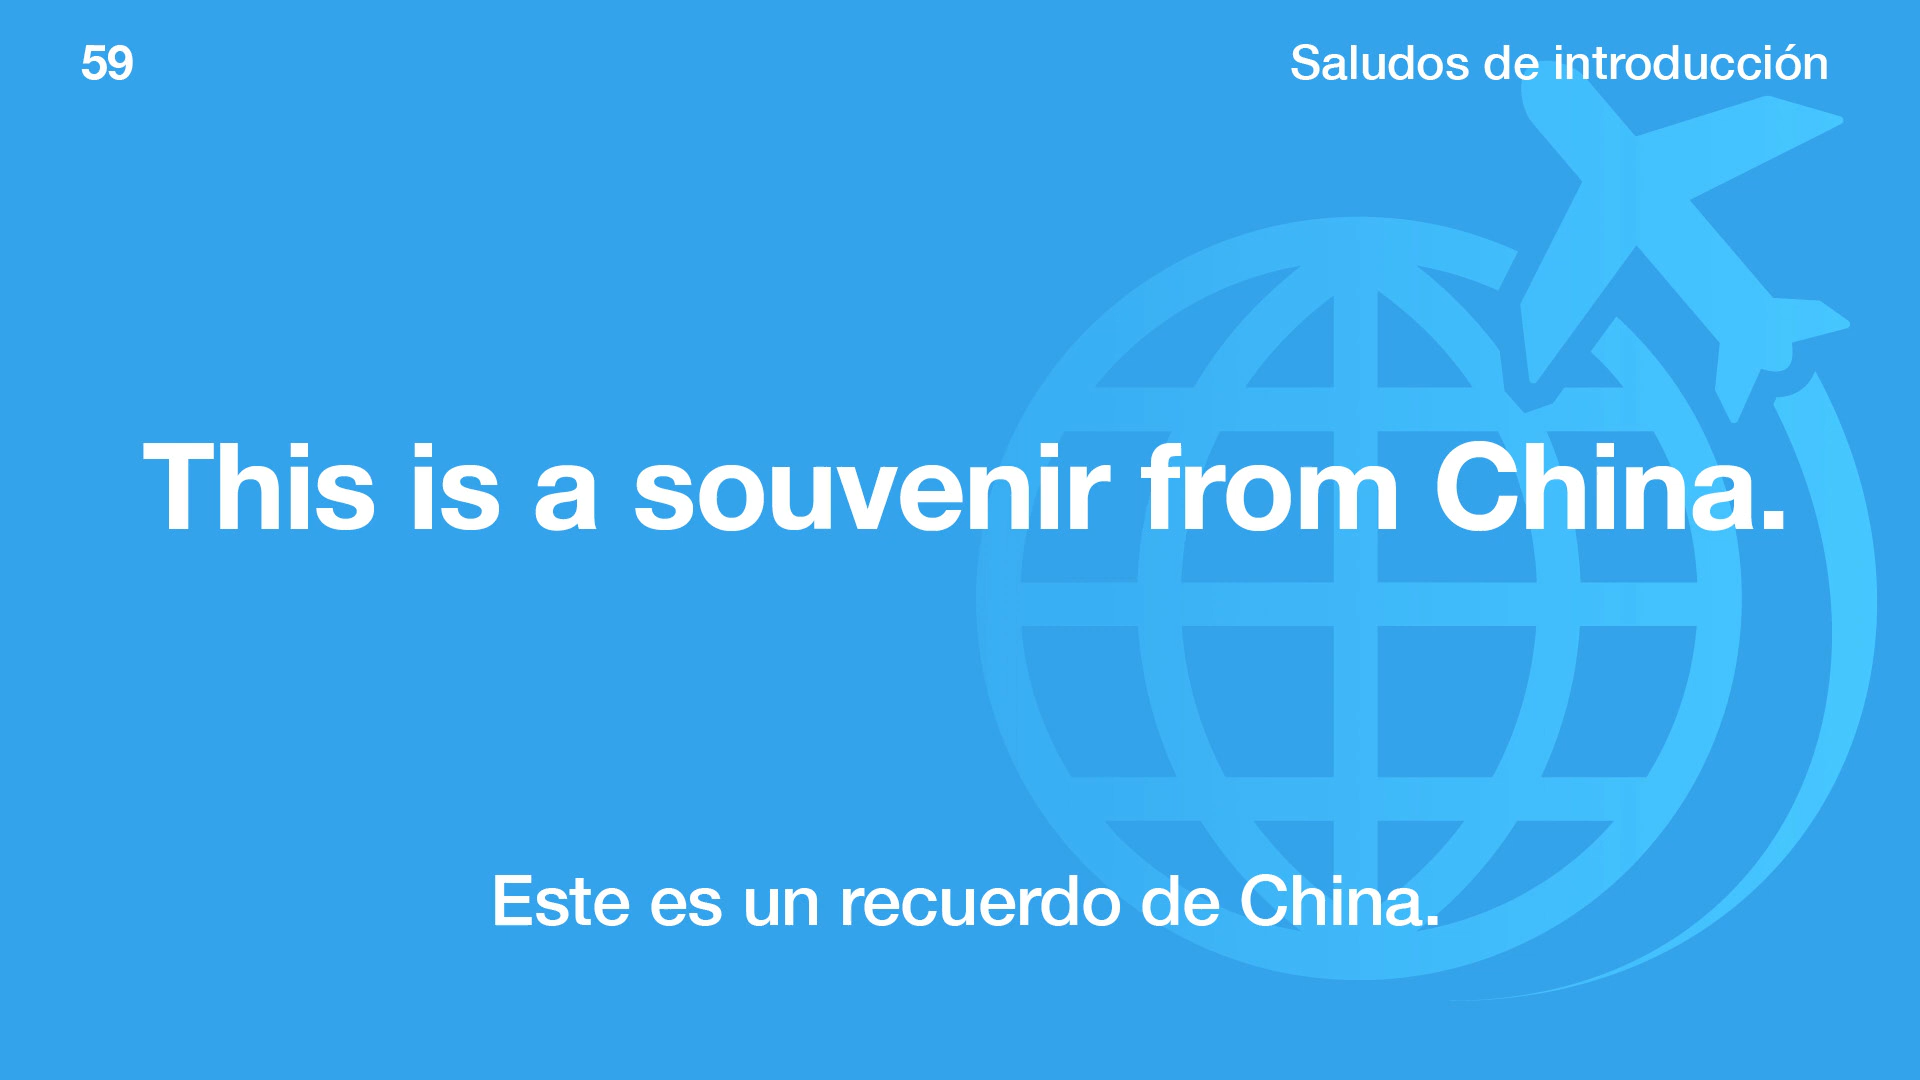 59
Saludos de introducción
This is a souvenir from China.
Este es un recuerdo de China.